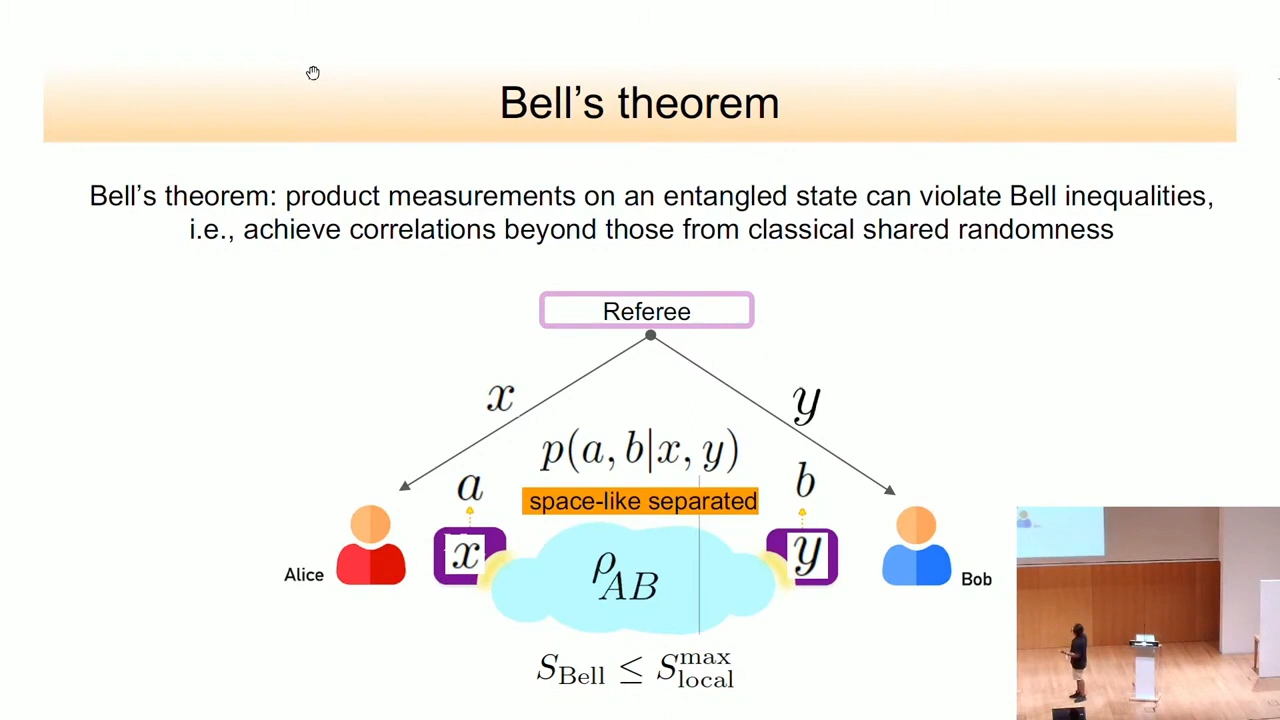 Bell's theorem
Bell's theorem: product measurements on an entangled state can violate Bell inequalities,
i.e., achieve correlations beyond those from classical shared randomness
Referee
x
y
p(a, b|x, y)
a
b
space-like separated
x
y
ρ_AB
Alice
Bob
S_Bell ≤ S_local^max